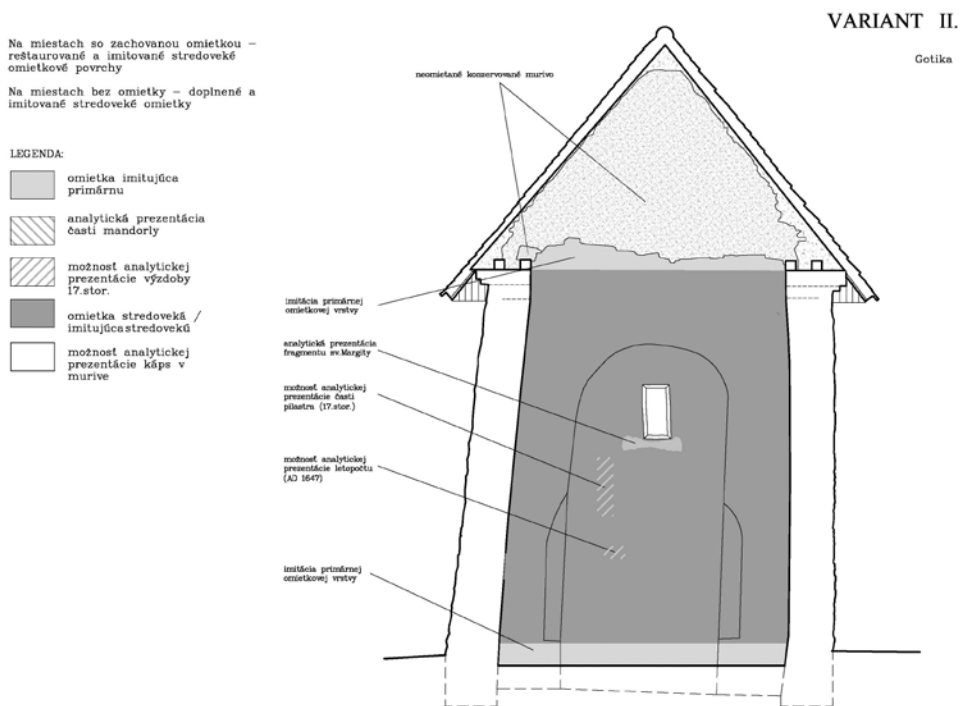 VARIANT II.
Gotika
Na miestach so zachovanou omietkou –
reštaurované a imitované stredoveké
omietkové povrchy
Na miestach bez omietky – doplnené a
imitované stredoveké omietky
LEGENDA:
omietka imitujúca
primárnu
analytická prezentácia
časti mandorly
možnosť analytickej
prezentácie výzdoby
17.stor.
omietka stredoveká /
imitujúcastredovekú
možnosť analytickej
prezentácie káps v
murive
neomietané konzervované murivo
imitácia primárnej
omietkovej vrstvy
analytická prezentácia
fragmentu sv.Margity
možnosť analytickej
prezentácie časti
pilastra (17.stor.)
možnosť analytickej
prezentácie letopočtu
(AD 1647)
imitácia primárnej
omietkovej vrstvy